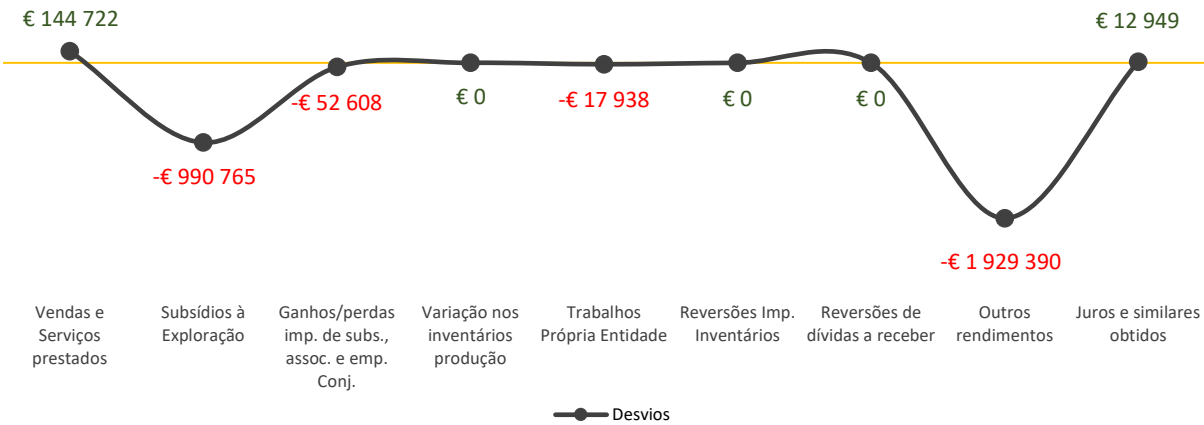 € 144 722
-€ 990 765
-€ 52 608
€ 0
-€ 17 938
€ 0
€ 0
-€ 1 929 390
€ 12 949
Vendas e
Serviços
prestados
Subsídios à
Exploração
Ganhos/perdas
imp. de subs.,
assoc. e emp.
Conj.
Variação nos
inventários
produção
Trabalhos
Própria Entidade
Reversões Imp.
Inventários
Reversões de
dívidas a receber
Outros
rendimentos
Juros e similares
obtidos
Desvios